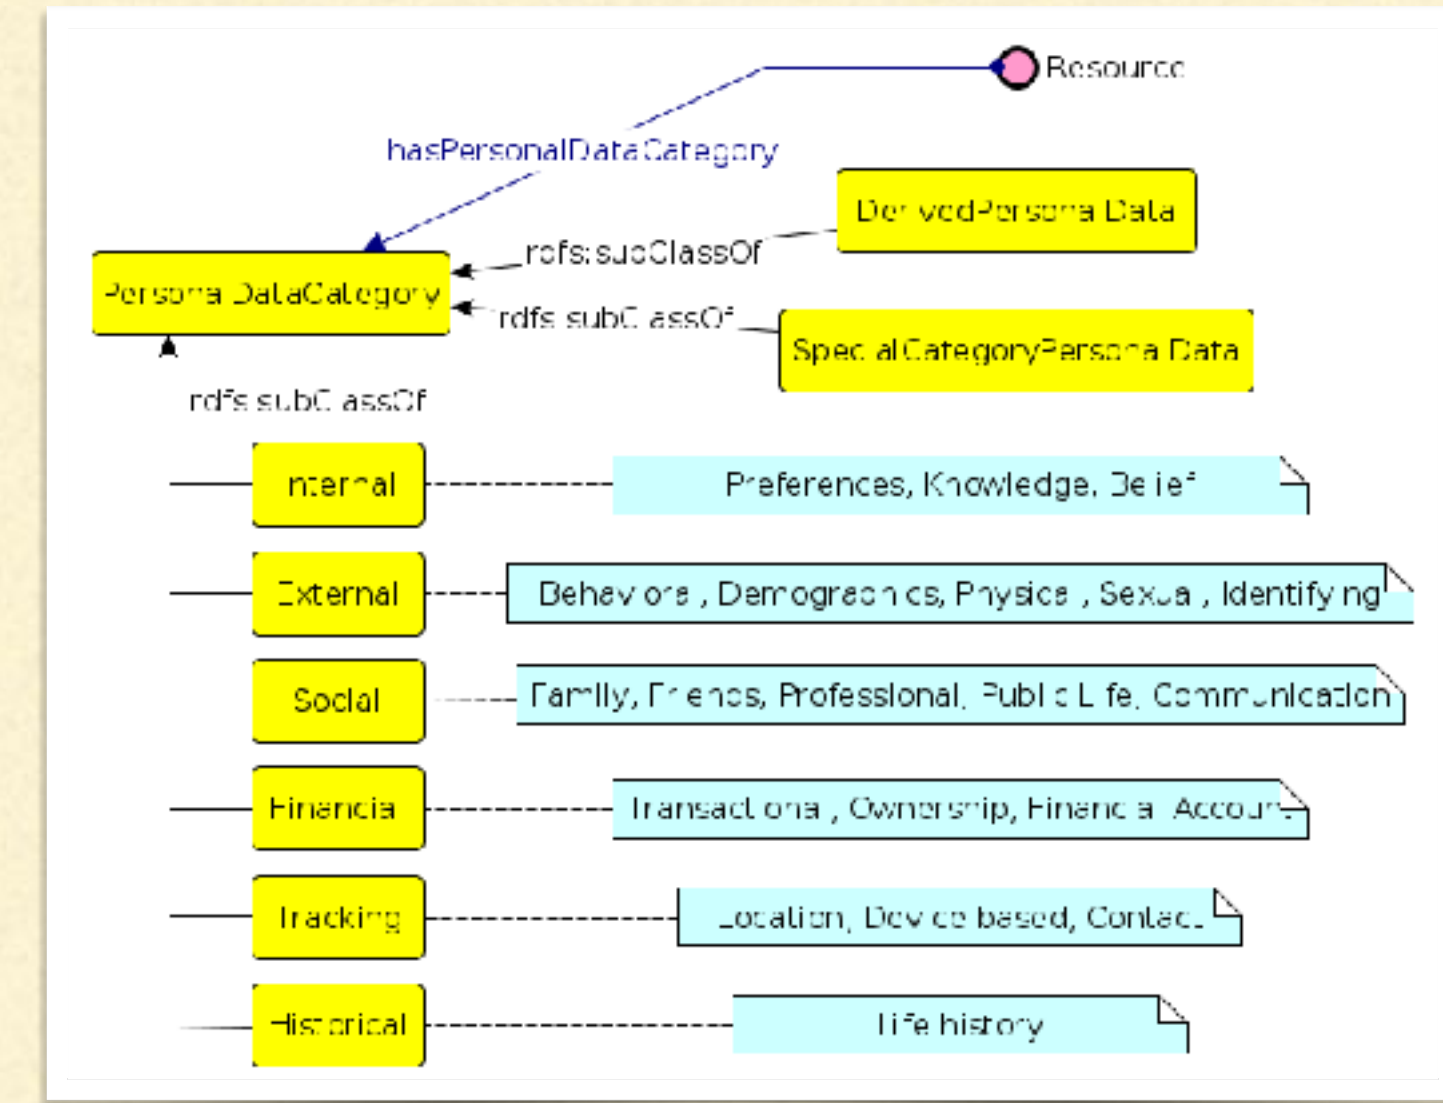 Resource
hasPersonalDataCategory
DerivedPersonalData
rdfs:subClassOf
PersonalDataCategory
rdfs:subClassOf
SpecialCategoryPersonalData
rdfs:subClassOf
Internal
Preferences, Knowledge, Belief
External
Behavioral, Demographics, Physical, Sexual, Identifying
Social
Family, Friends, Professional, Public Life, Communication
Financial
Transactional, Ownership, Financial Account
Tracking
Location, Device based, Contact
Historical
Life history